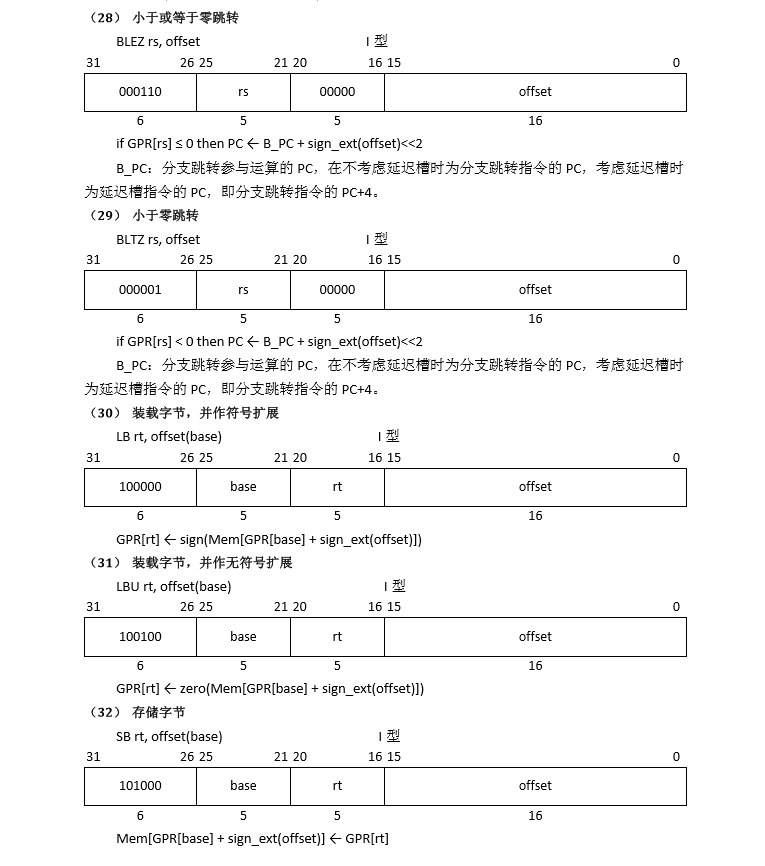 （28） 小于或等于零跳转
BLEZ rs, offset I 型
31 26 25 21 20 16 15 0
000110 rs 00000 offset
6 5 5 16
if GPR[rs] ≤ 0 then PC ← B_PC + sign_ext(offset)<<2
B_PC：分支跳转参与运算的 PC，在不考虑延迟槽时为分支跳转指令的 PC，考虑延迟槽时
为延迟槽指令的 PC，即分支跳转指令的 PC+4。
（29） 小于零跳转
BLTZ rs, offset I 型
31 26 25 21 20 16 15 0
000001 rs 00000 offset
6 5 5 16
if GPR[rs] < 0 then PC ← B_PC + sign_ext(offset)<<2
B_PC：分支跳转参与运算的 PC，在不考虑延迟槽时为分支跳转指令的 PC，考虑延迟槽时
为延迟槽指令的 PC，即分支跳转指令的 PC+4。
（30） 装载字节，并作符号扩展
LB rt, offset(base) I 型
31 26 25 21 20 16 15 0
100000 base rt offset
6 5 5 16
GPR[rt] ← sign(Mem[GPR[base] + sign_ext(offset)])
（31） 装载字节，并作无符号扩展
LBU rt, offset(base) I 型
31 26 25 21 20 16 15 0
100100 base rt offset
6 5 5 16
GPR[rt] ← zero(Mem[GPR[base] + sign_ext(offset)])
（32） 存储字节
SB rt, offset(base) I 型
31 26 25 21 20 16 15 0
101000 base rt offset
6 5 5 16
Mem[GPR[base] + sign_ext(offset)] ← GPR[rt]